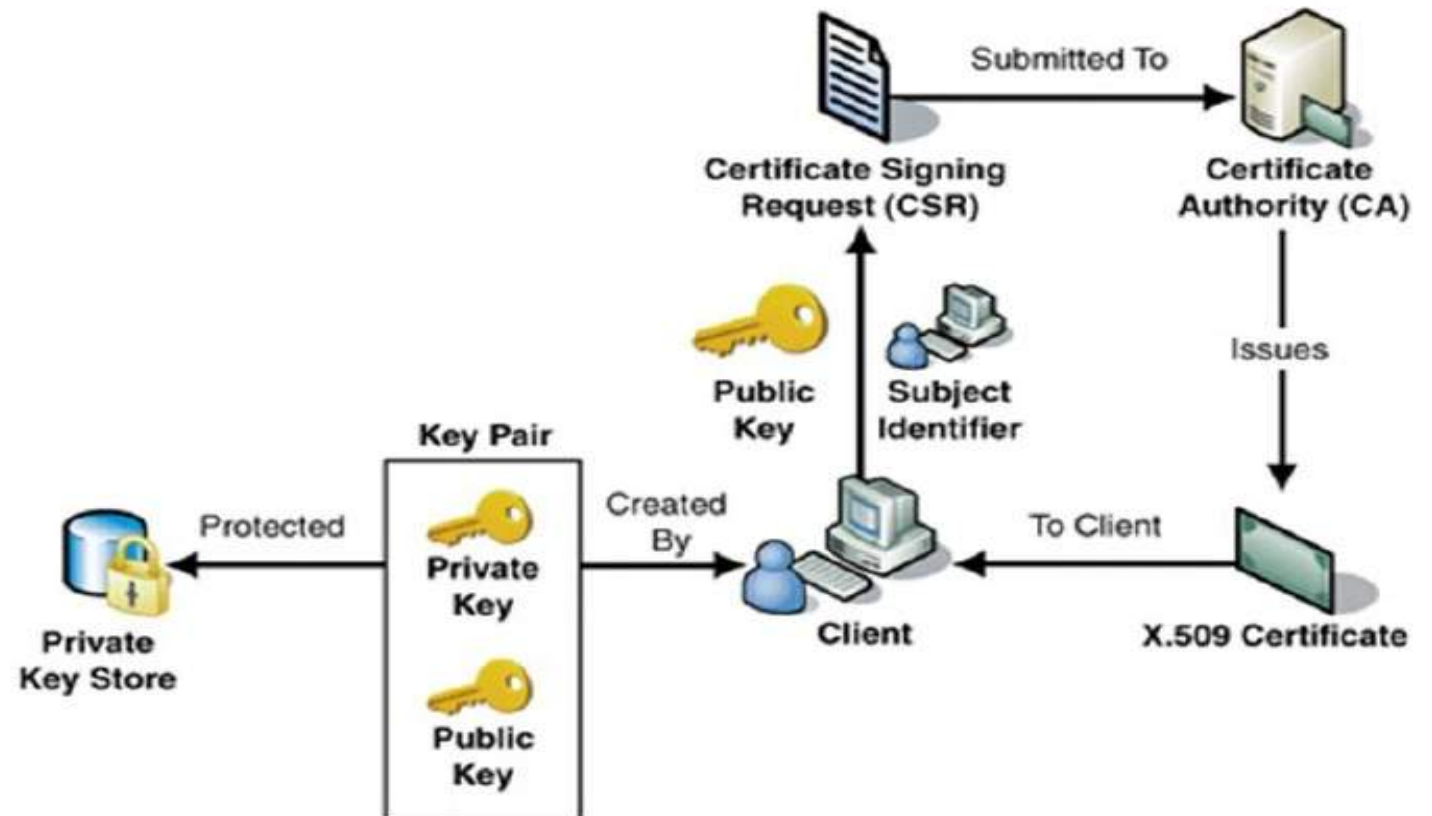 Submitted To
Certificate Signing
Request (CSR)
Certificate
Authority (CA)
Public
Key
Subject
Identifier
Issues
Key Pair
Protected
Private
Key
Created
By
To Client
Private
Key Store
Client
X.509 Certificate
Public
Key